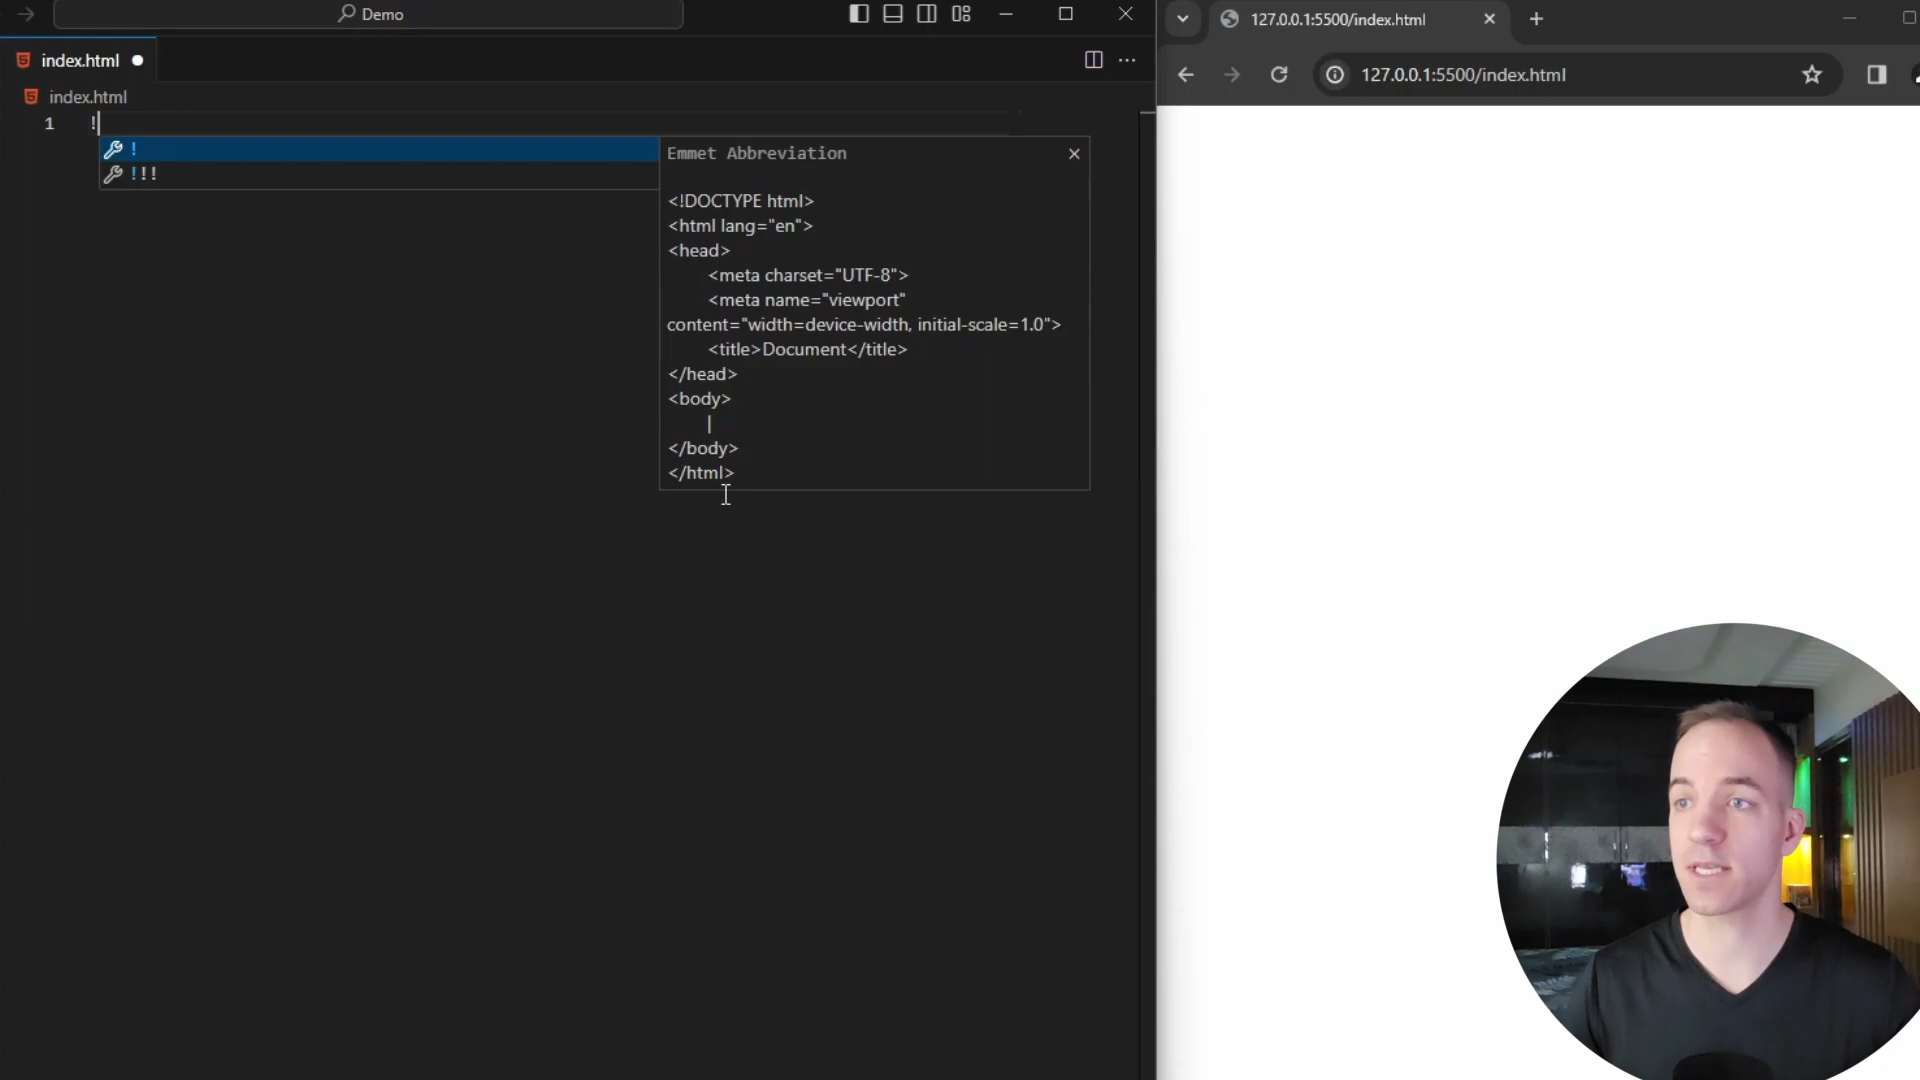 Demo
index.html
index.html
1 !
!
!!!
Emmet Abbreviation
<!DOCTYPE html>
<html lang="en">
<head>
<meta charset="UTF-8">
<meta name="viewport"
content="width=device-width, initial-scale=1.0">
<title>Document</title>
</head>
<body>
|
</body>
</html>
127.0.0.1:5500/index.html
127.0.0.1:5500/index.html